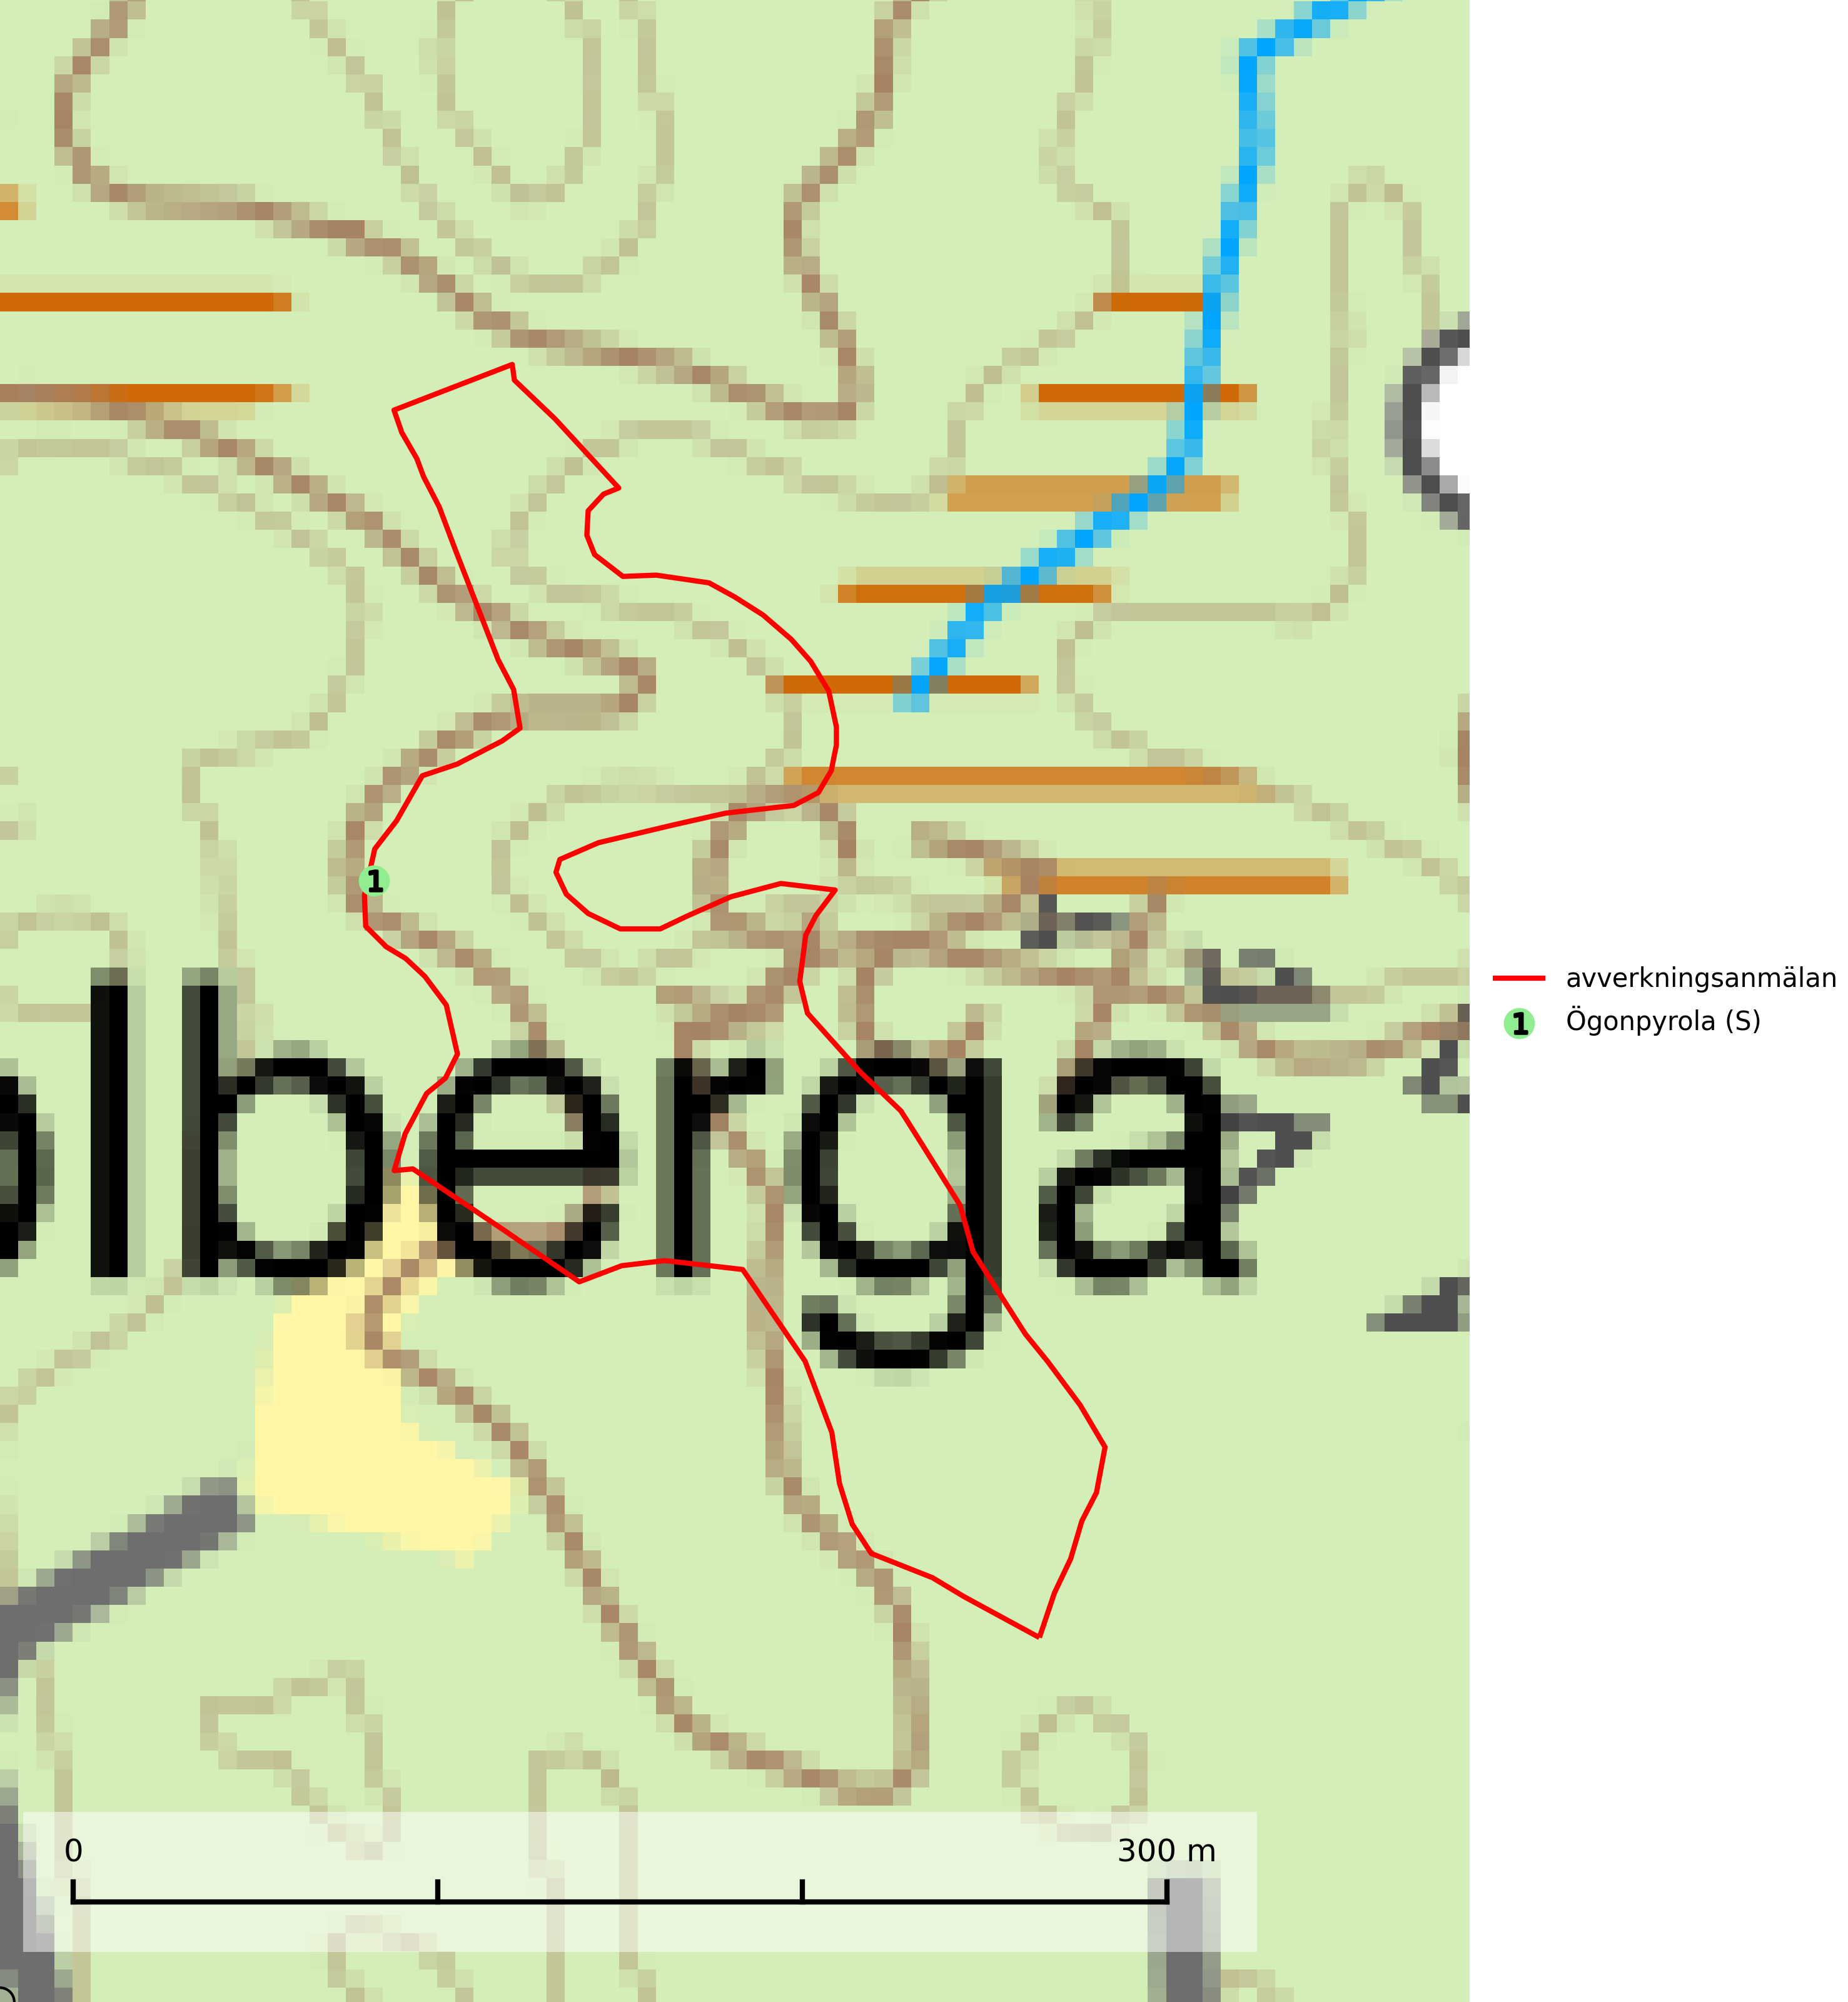 lberga
1
avverkningsanmälan
1 Ögonpyrola (S)
0 300 m